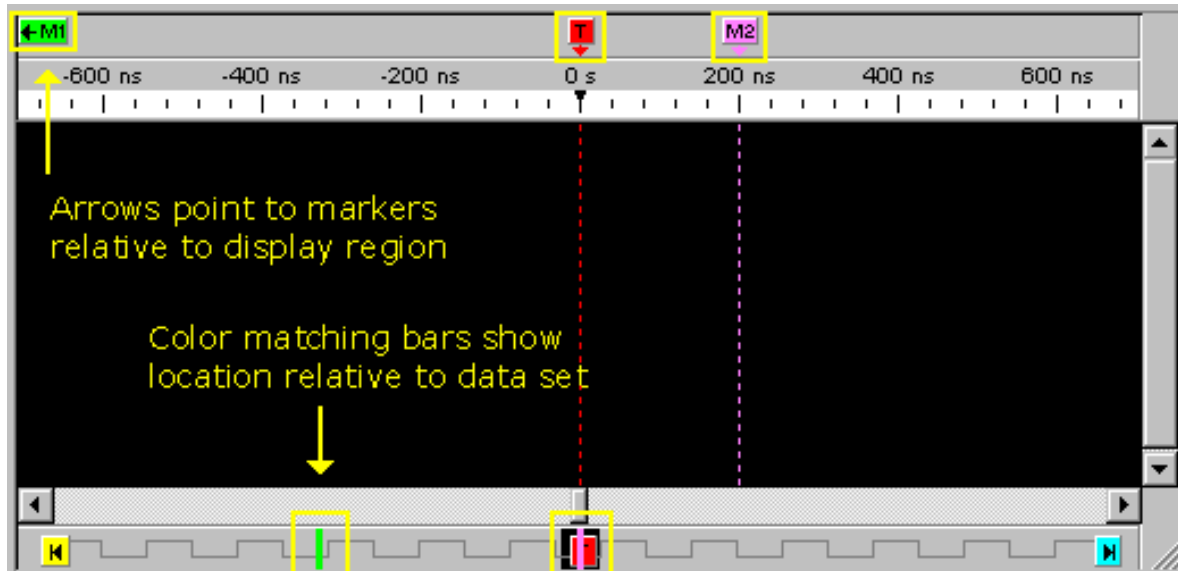 M1 T M2
-600 ns -400 ns -200 ns 0 s 200 ns 400 ns 600 ns
Arrows point to markers
relative to display region
Color matching bars show
location relative to data set
T